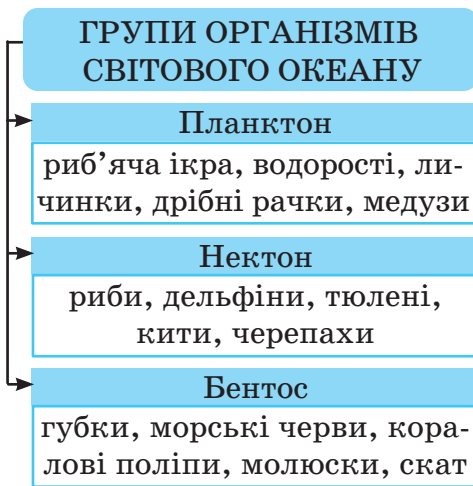 ГРУПИ ОРГАНІЗМІВ
СВІТОВОГО ОКЕАНУ
Планктон
риб’яча ікра, водорості, ли-
чинки, дрібні рачки, медузи
Нектон
риби, дельфіни, тюлені,
кити, черепахи
Бентос
губки, морські черви, кора-
лові поліпи, молюски, скат